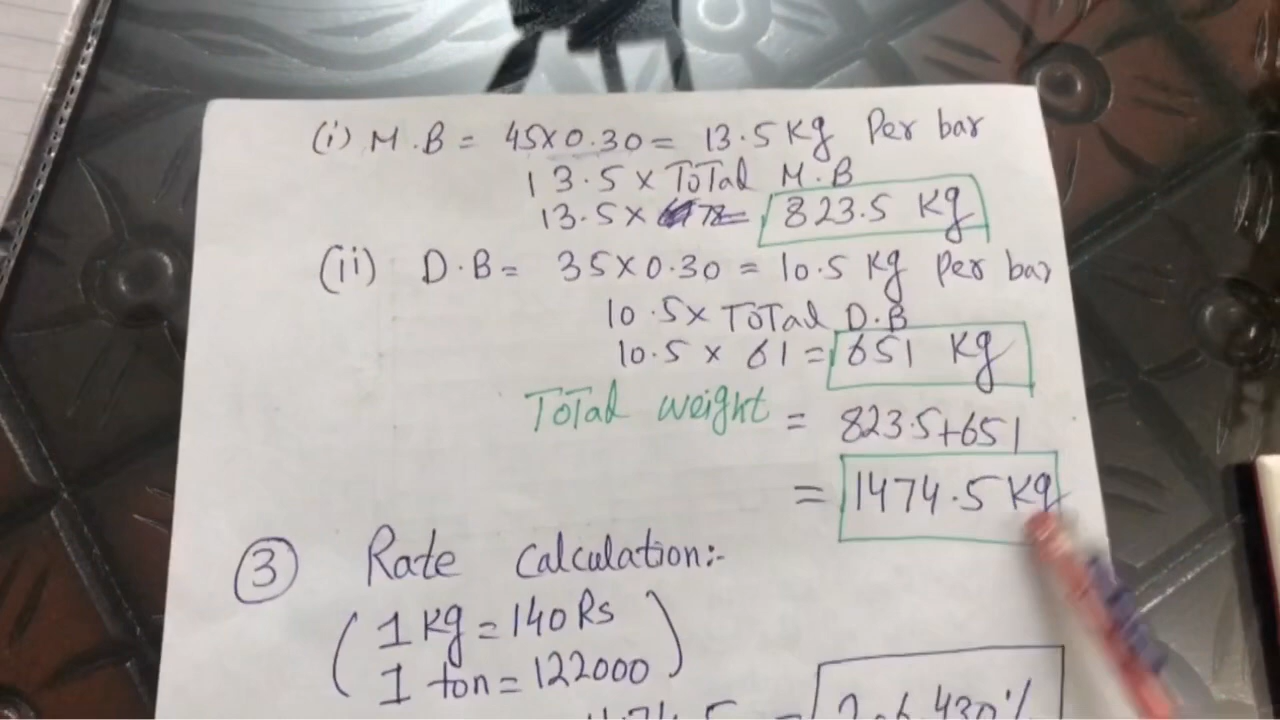 (i) M.B = 45x0.30 = 13.5 Kg Per bar
13.5 x ToTal M.B
13.5 x = 823.5 Kg
(ii) D.B = 35x0.30 = 10.5 Kg Per bar
10.5x ToTal D.B
10.5 x 61 = 651 Kg
ToTal weight = 823.5+651
= 1474.5 Kg
3 Rate Calculation:-
(1 Kg = 140 Rs
1 ton = 122000)